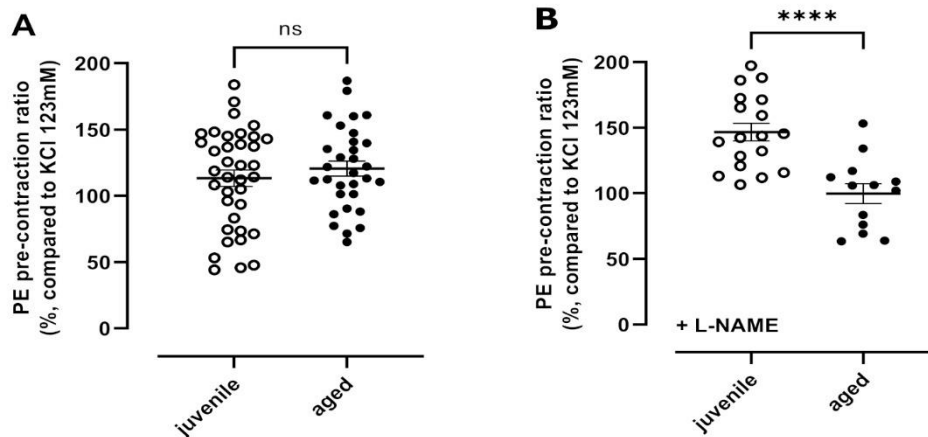 A
ns
PE pre-contraction ratio
(%, compared to KCl 123mM)
200
150
100
50
0
juvenile
aged
B
****
PE pre-contraction ratio
(%, compared to KCl 123mM)
200
150
100
50
0
+ L-NAME
juvenile
aged